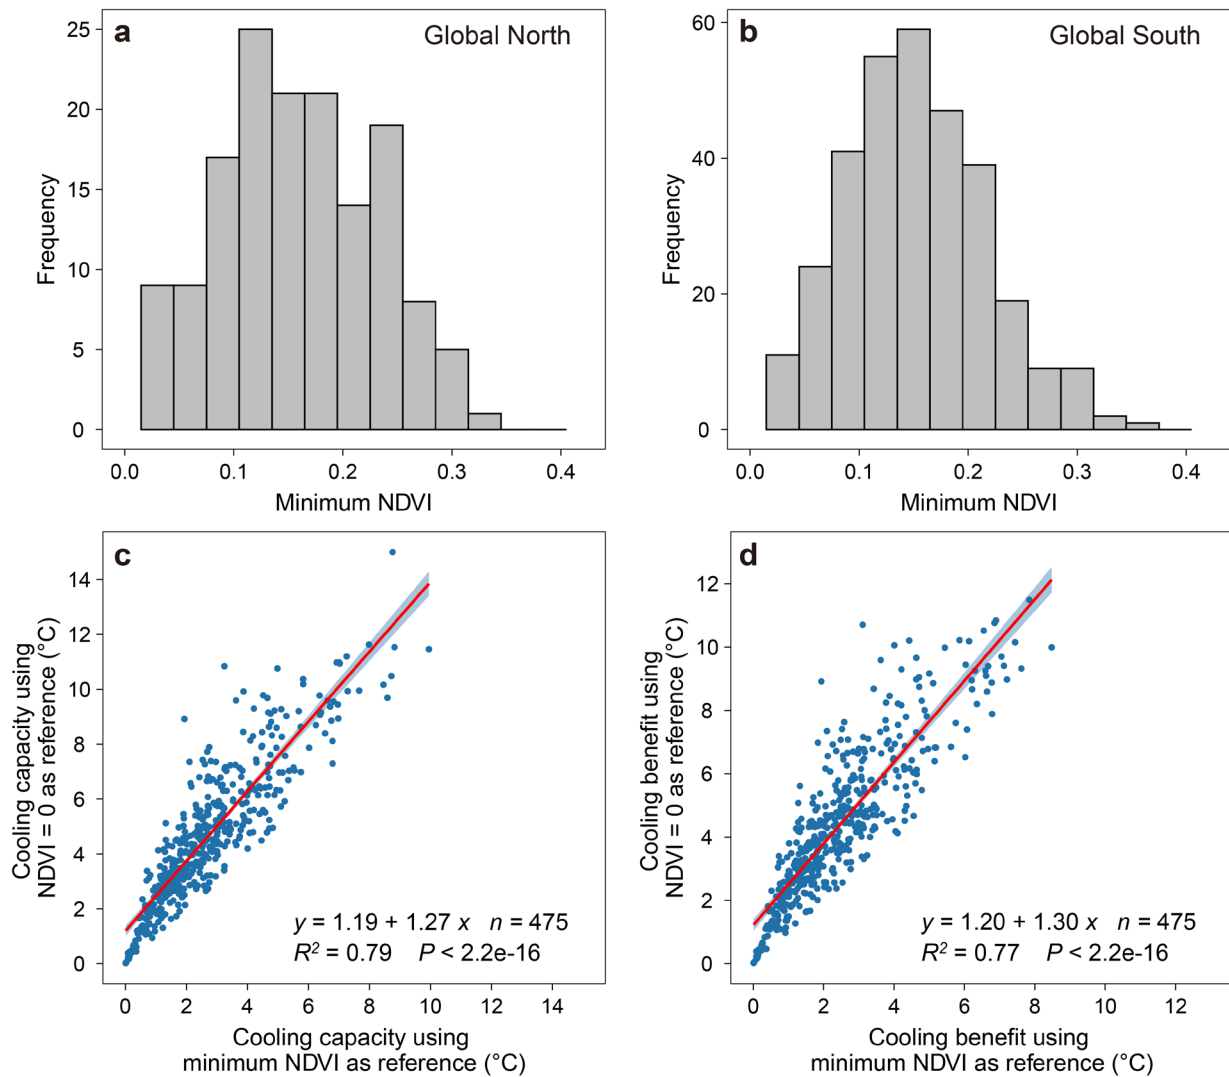 a
Global North
25
20
15
10
5
0
Frequency
0.0 0.1 0.2 0.3 0.4
Minimum NDVI
b
Global South
60
40
20
0
Frequency
0.0 0.1 0.2 0.3 0.4
Minimum NDVI
c
14
12
10
8
6
4
2
0
Cooling capacity using
NDVI = 0 as reference (°C)
y = 1.19 + 1.27 x n = 475
R² = 0.79 P < 2.2e-16
0 2 4 6 8 10 12 14
Cooling capacity using
minimum NDVI as reference (°C)
d
12
10
8
6
4
2
0
Cooling benefit using
NDVI = 0 as reference (°C)
y = 1.20 + 1.30 x n = 475
R² = 0.77 P < 2.2e-16
0 2 4 6 8 10 12
Cooling benefit using
minimum NDVI as reference (°C)